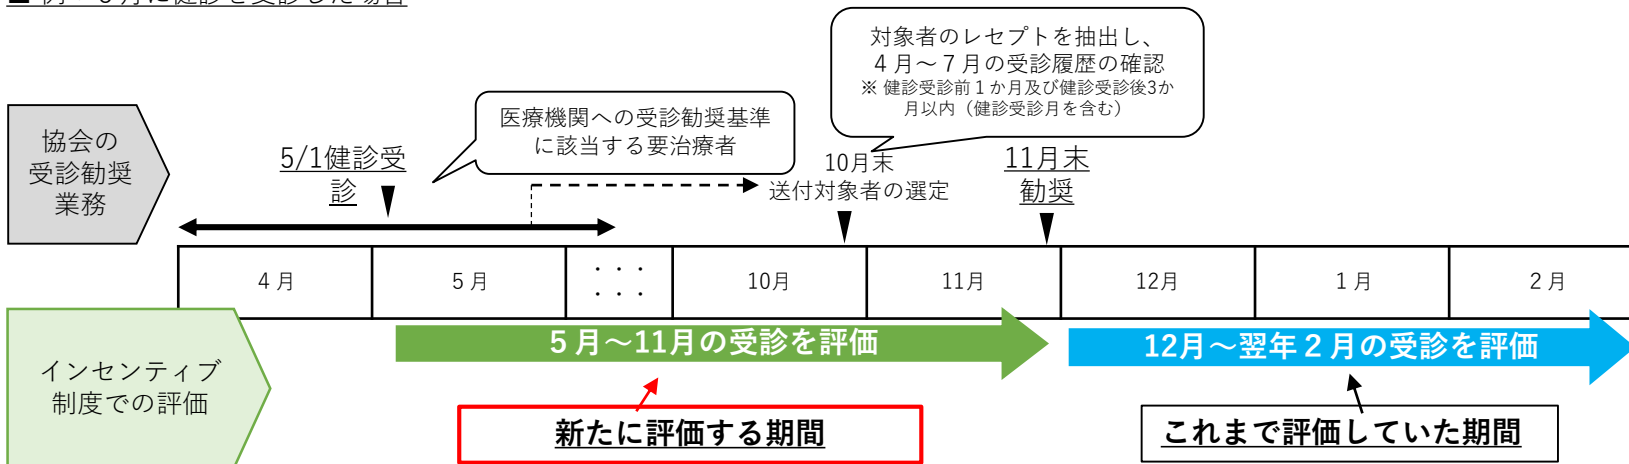 ■ 例：5月に健診を受診した場合
対象者のレセプトを抽出し、
４月～７月の受診履歴の確認
※ 健診受診前１か月及び健診受診後3か
月以内（健診受診月を含む）
医療機関への受診勧奨基準
に該当する要治療者
協会の
受診勧奨
業務
5/1健診受
診
10月末
送付対象者の選定
11月末
勧奨
４月
５月
・・・
・・・
10月
11月
12月
１月
２月
５月～11月の受診を評価
12月～翌年２月の受診を評価
インセンティブ
制度での評価
新たに評価する期間
これまで評価していた期間